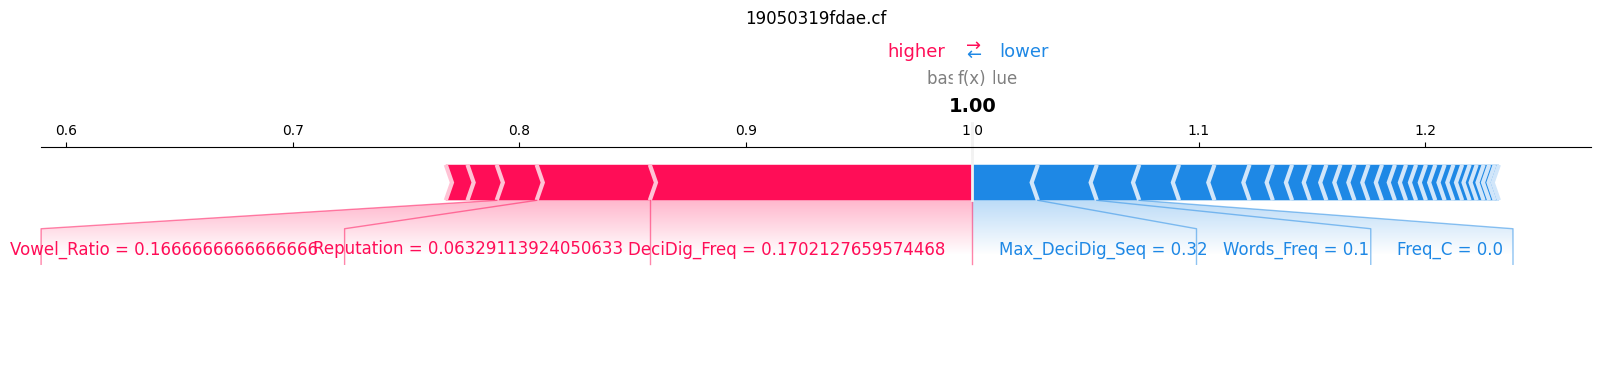 19050319fdae.cf
higher → ← lower
bas f(x) lue
1.00
0.6 0.7 0.8 0.9 1 0 1.1 1.2
Vowel_Ratio = 0.1666666666666666 Reputation = 0.06329113924050633 DeciDig_Freq = 0.1702127659574468 Max_DeciDig_Seq = 0.32 Words_Freq = 0.1 Freq_C = 0.0